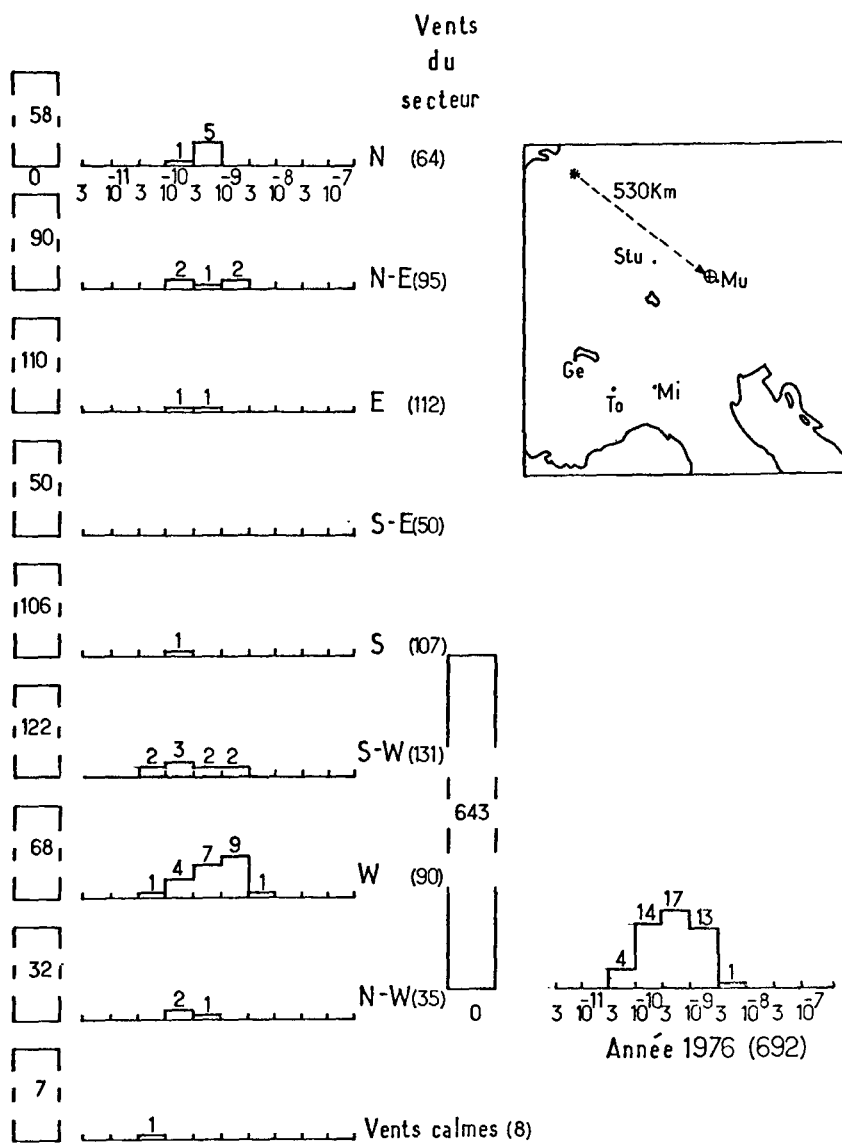 Vents
du
secteur
58
1 5
N (64)
0
3 10⁻¹¹ 3 10⁻¹⁰ 3 10⁻⁹ 3 10⁻⁸ 3 10⁻⁷
530Km
Stu
Mu
Ge
To
Mi
90
2 1 2
N-E(95)
110
1 1
E (112)
50
S-E(50)
106
1
S (107)
122
2 3 2 2
S-W(131)
68
1 4 7 9 1
W (90)
32
2 1
N-W(35)
7
1
Vents calmes (8)
643
0
4 14 17 13 1
3 10⁻¹¹ 3 10⁻¹⁰ 3 10⁻⁹ 3 10⁻⁸ 3 10⁻⁷
Année 1976 (692)